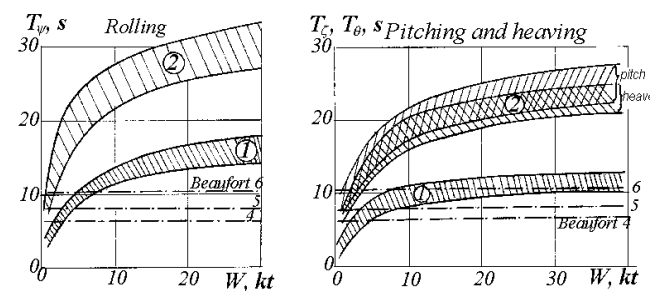 Tψ, s Rolling
30
20
10
0
②
①
Beaufort 6
5
4
0 10 20 W, kt
Tζ, Tθ, s Pitching and heaving
30
20
10
0
pitch
heave
②
①
6
5
Beaufort 4
0 10 20 30 W, kt